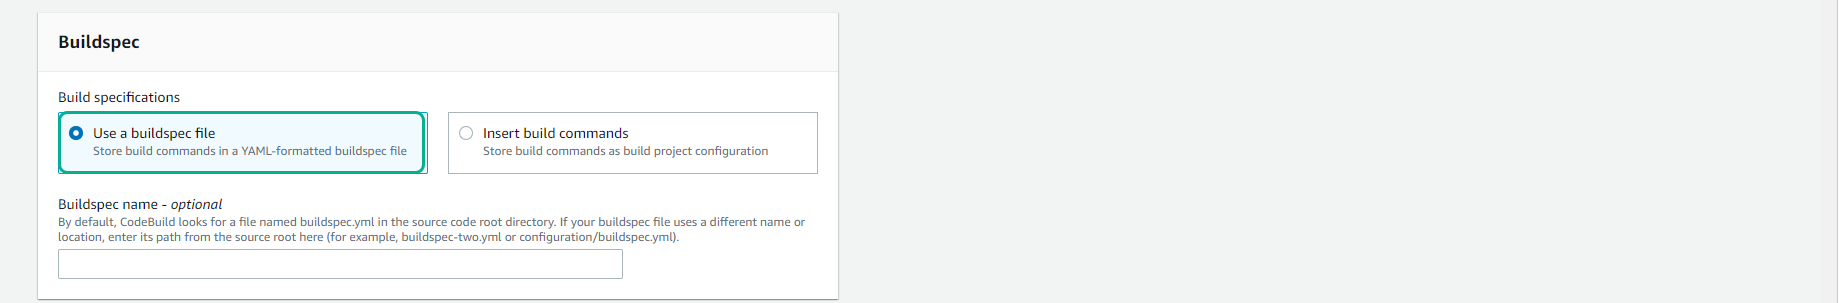 Buildspec
Build specifications
Use a buildspec file
Store build commands in a YAML-formatted buildspec file
Insert build commands
Store build commands as build project configuration
Buildspec name - optional
By default, CodeBuild looks for a file named buildspec.yml in the source code root directory. If your buildspec file uses a different name or
location, enter its path from the source root here (for example, buildspec-two.yml or configuration/buildspec.yml).